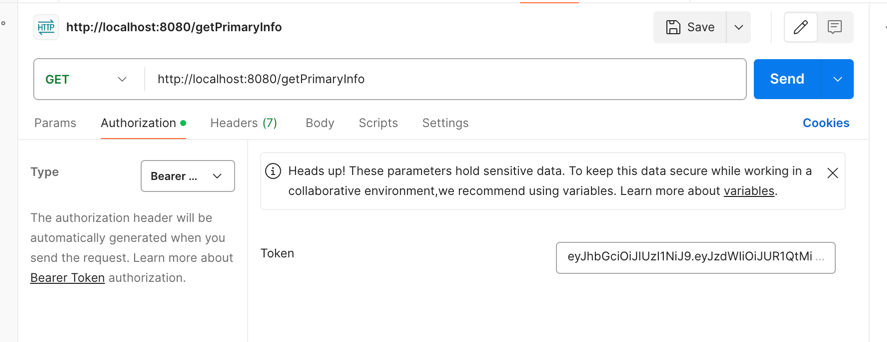 HTTP http://localhost:8080/getPrimaryInfo Save
GET http://localhost:8080/getPrimaryInfo Send
Params Authorization Headers (7) Body Scripts Settings Cookies
Type Bearer ...
Heads up! These parameters hold sensitive data. To keep this data secure while working in a
collaborative environment,we recommend using variables. Learn more about variables.
The authorization header will be
automatically generated when you
send the request. Learn more about
Bearer Token authorization.
Token eyJhbGciOiJIUzI1NiJ9.eyJzdWIiOiJUR1QtMi ...